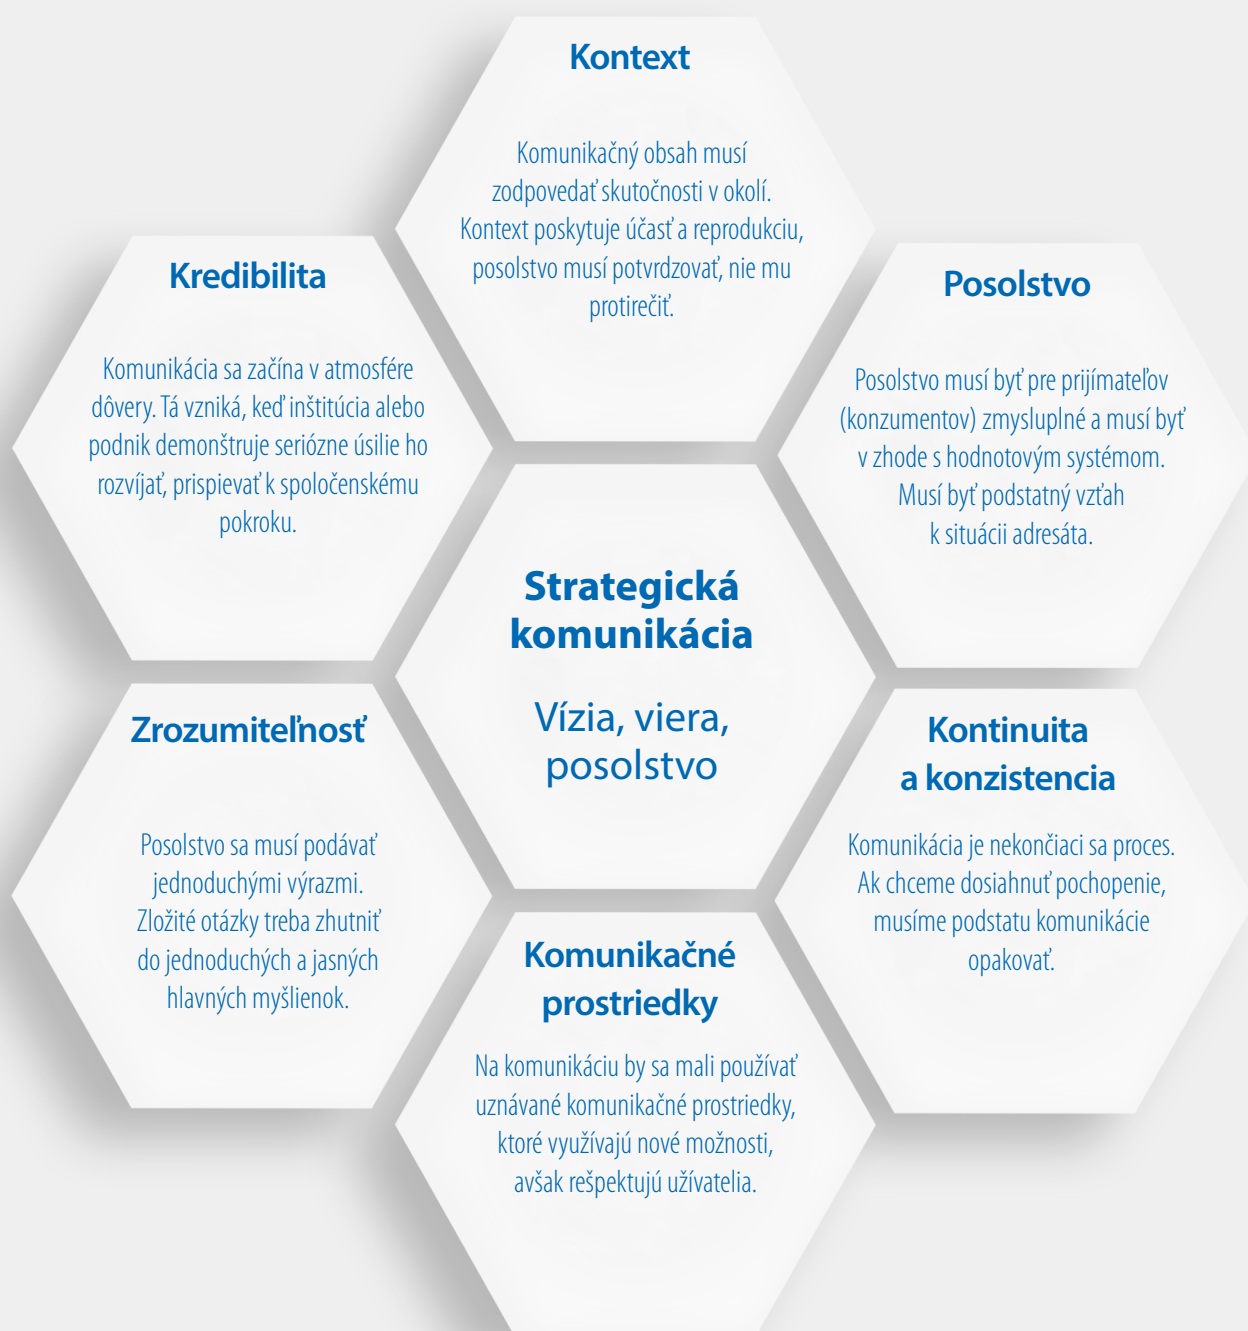 Kontext
Komunikačný obsah musí
zodpovedať skutočnosti v okolí.
Kontext poskytuje účasť a reprodukciu,
posolstvo musí potvrdzovať, nie mu
protirečiť.
Kredibilita
Komunikácia sa začína v atmosfére
dôvery. Tá vzniká, keď inštitúcia alebo
podnik demonštruje seriózne úsilie ho
rozvíjať, prispievať k spoločenskému
pokroku.
Posolstvo
Posolstvo musí byť pre prijímateľov
(konzumentov) zmysluplné a musí byť
v zhode s hodnotovým systémom.
Musí byť podstatný vzťah
k situácii adresáta.
Strategická
komunikácia
Vízia, viera,
posolstvo
Zrozumiteľnosť
Posolstvo sa musí podávať
jednoduchými výrazmi.
Zložité otázky treba zhutniť
do jednoduchých a jasných
hlavných myšlienok.
Kontinuita
a konzistencia
Komunikácia je nekončiaci sa proces.
Ak chceme dosiahnuť pochopenie,
musíme podstatu komunikácie
opakovať.
Komunikačné
prostriedky
Na komunikáciu by sa mali používať
uznávané komunikačné prostriedky,
ktoré využívajú nové možnosti,
avšak rešpektujú užívatelia.